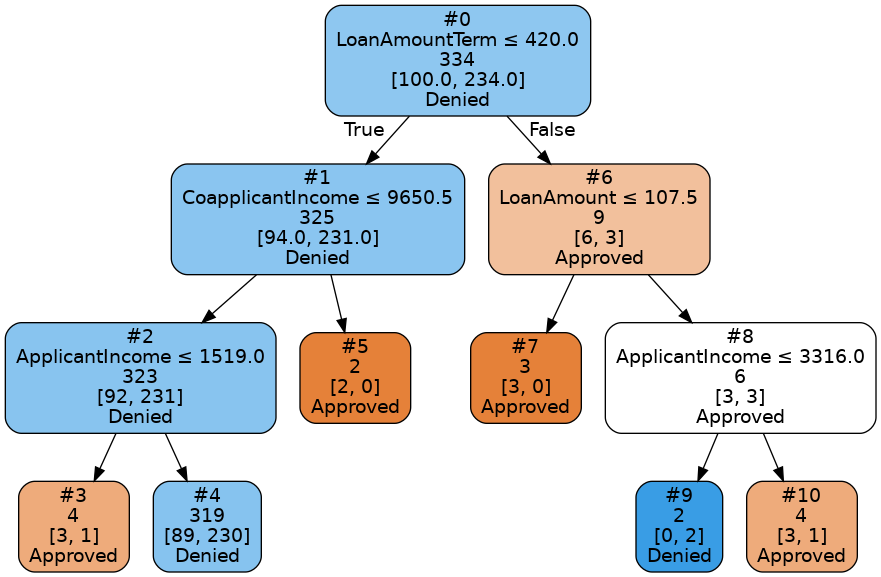 #0
LoanAmountTerm ≤ 420.0
334
[100.0, 234.0]
Denied
True
False
#1
CoapplicantIncome ≤ 9650.5
325
[94.0, 231.0]
Denied
#6
LoanAmount ≤ 107.5
9
[6, 3]
Approved
#2
ApplicantIncome ≤ 1519.0
323
[92, 231]
Denied
#5
2
[2, 0]
Approved
#7
3
[3, 0]
Approved
#8
ApplicantIncome ≤ 3316.0
6
[3, 3]
Approved
#3
4
[3, 1]
Approved
#4
319
[89, 230]
Denied
#9
2
[0, 2]
Denied
#10
4
[3, 1]
Approved